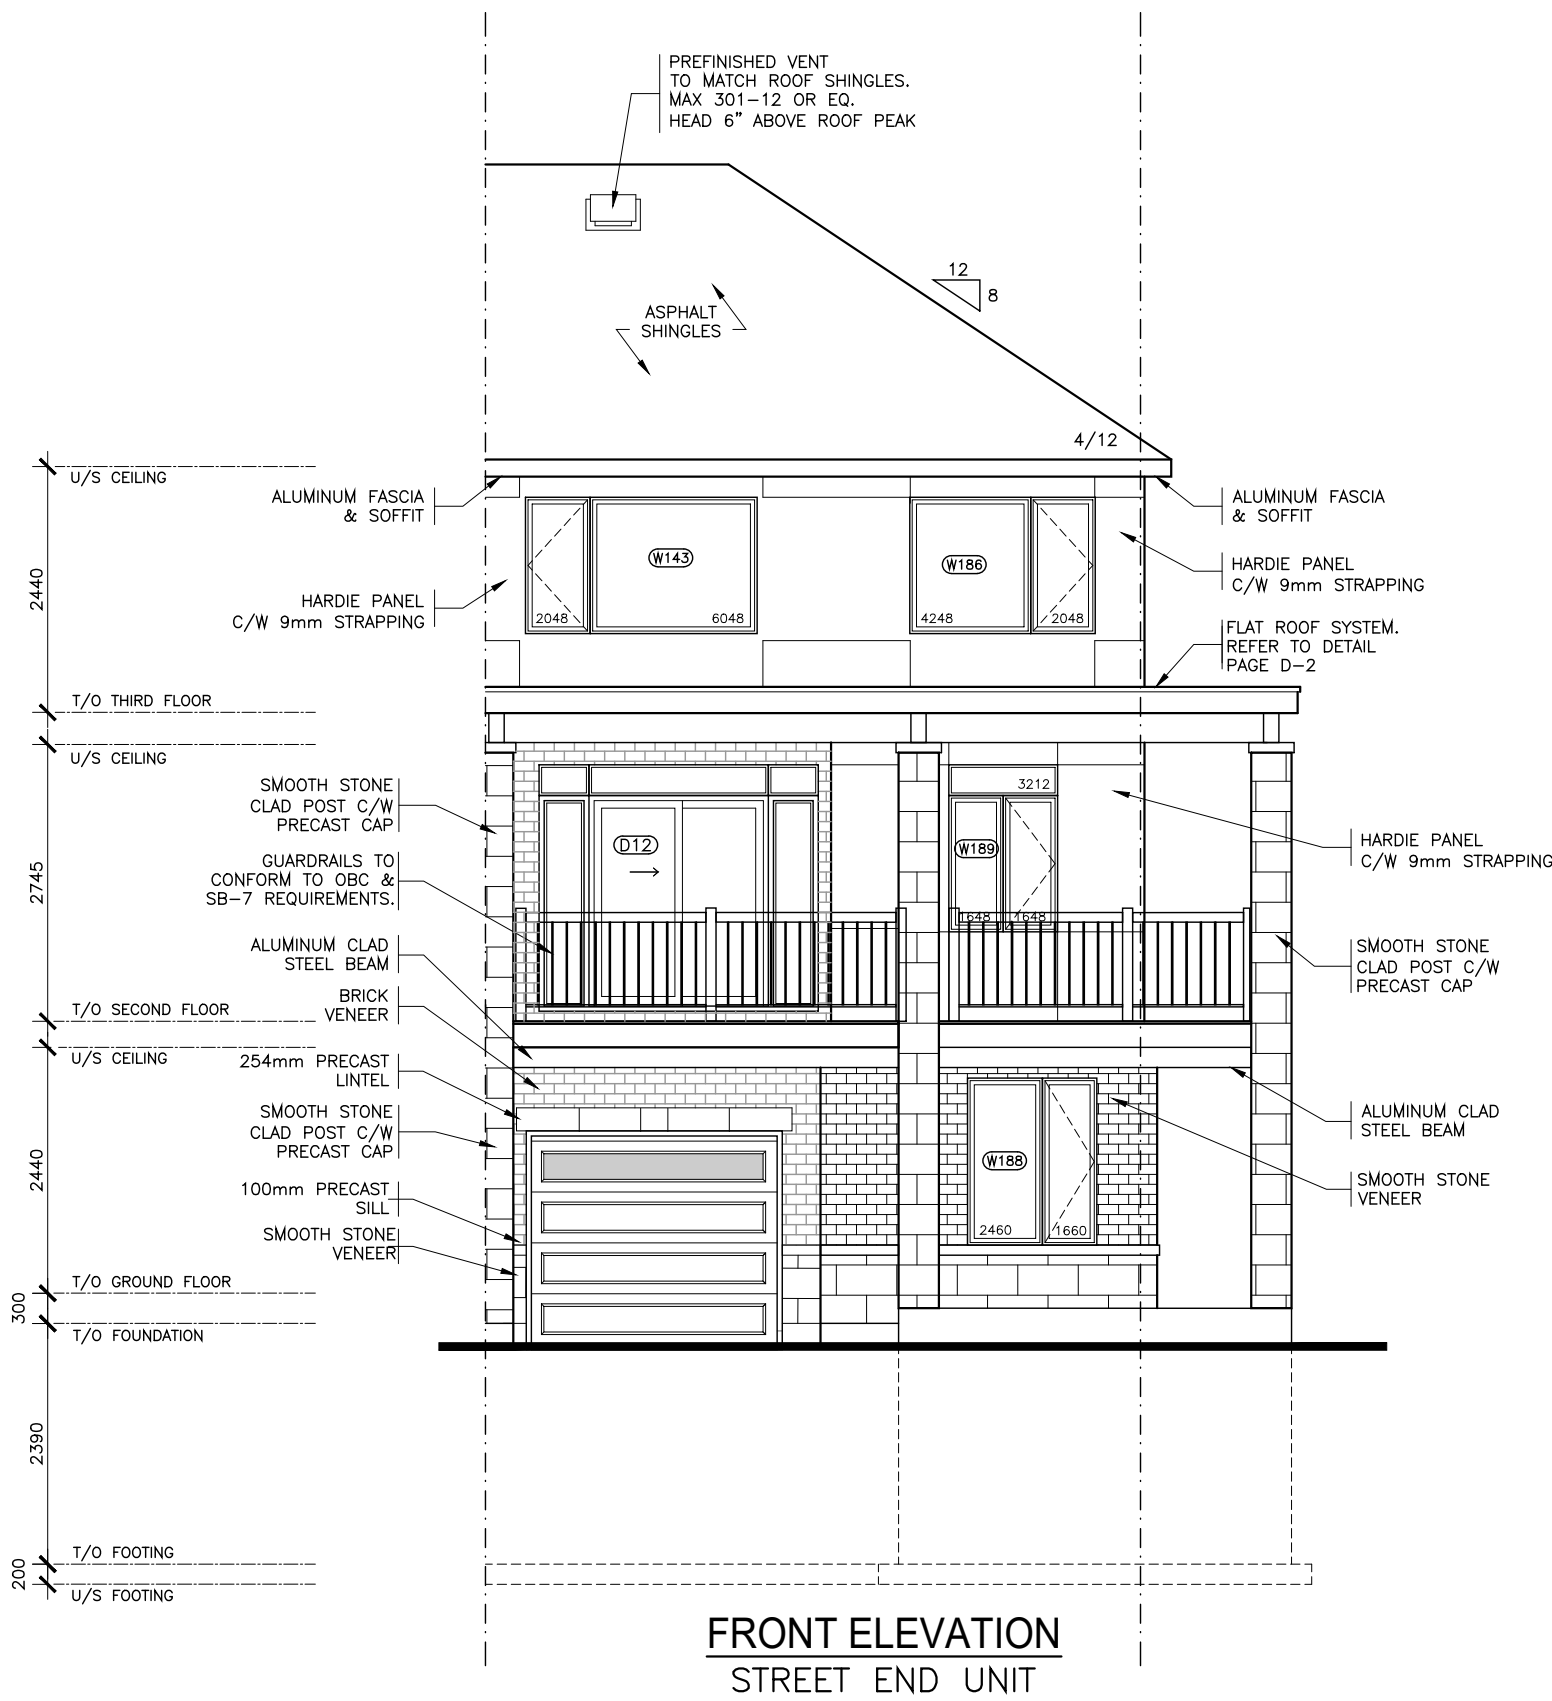 PREFINISHED VENT
TO MATCH ROOF SHINGLES.
MAX 301-12 OR EQ.
HEAD 6" ABOVE ROOF PEAK
12
8
ASPHALT
SHINGLES
4/12
U/S CEILING
ALUMINUM FASCIA
& SOFFIT
ALUMINUM FASCIA
& SOFFIT
W143
W186
2440
HARDIE PANEL
C/W 9mm STRAPPING
HARDIE PANEL
C/W 9mm STRAPPING
2048
6048
4248
2048
FLAT ROOF SYSTEM.
REFER TO DETAIL
PAGE D-2
T/O THIRD FLOOR
U/S CEILING
SMOOTH STONE
CLAD POST C/W
PRECAST CAP
3212
D12
W189
HARDIE PANEL
C/W 9mm STRAPPING
2745
GUARDRAILS TO
CONFORM TO OBC &
SB-7 REQUIREMENTS.
1648
1648
ALUMINUM CLAD
STEEL BEAM
SMOOTH STONE
CLAD POST C/W
PRECAST CAP
BRICK
VENEER
T/O SECOND FLOOR
U/S CEILING
254mm PRECAST
LINTEL
SMOOTH STONE
CLAD POST C/W
PRECAST CAP
ALUMINUM CLAD
STEEL BEAM
2440
W188
100mm PRECAST
SILL
SMOOTH STONE
VENEER
SMOOTH STONE
VENEER
2460
1660
T/O GROUND FLOOR
300
T/O FOUNDATION
2390
T/O FOOTING
200
U/S FOOTING
FRONT ELEVATION
STREET END UNIT